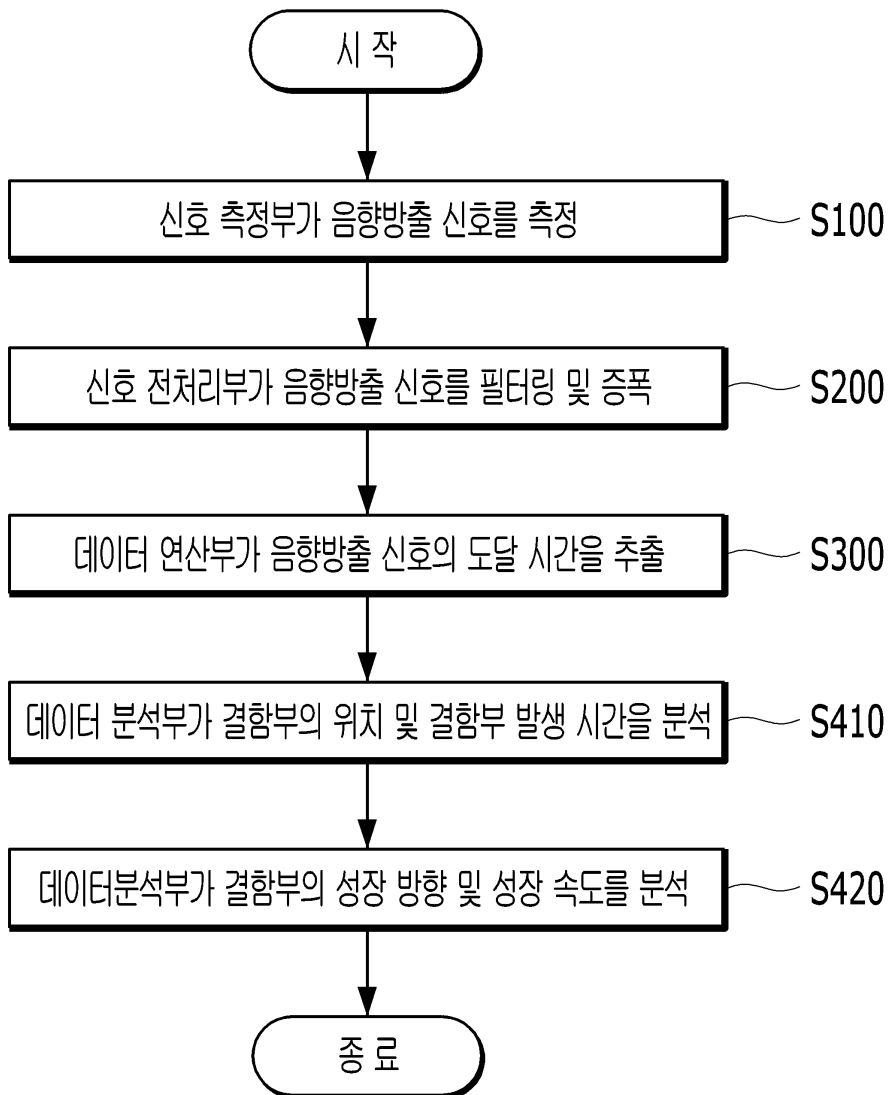 시 작
신호 측정부가 음향방출 신호를 측정
S100
신호 전처리부가 음향방출 신호를 필터링 및 증폭
S200
데이터 연산부가 음향방출 신호의 도달 시간을 추출
S300
데이터 분석부가 결함부의 위치 및 결함부 발생 시간을 분석
S410
데이터분석부가 결함부의 성장 방향 및 성장 속도를 분석
S420
종 료